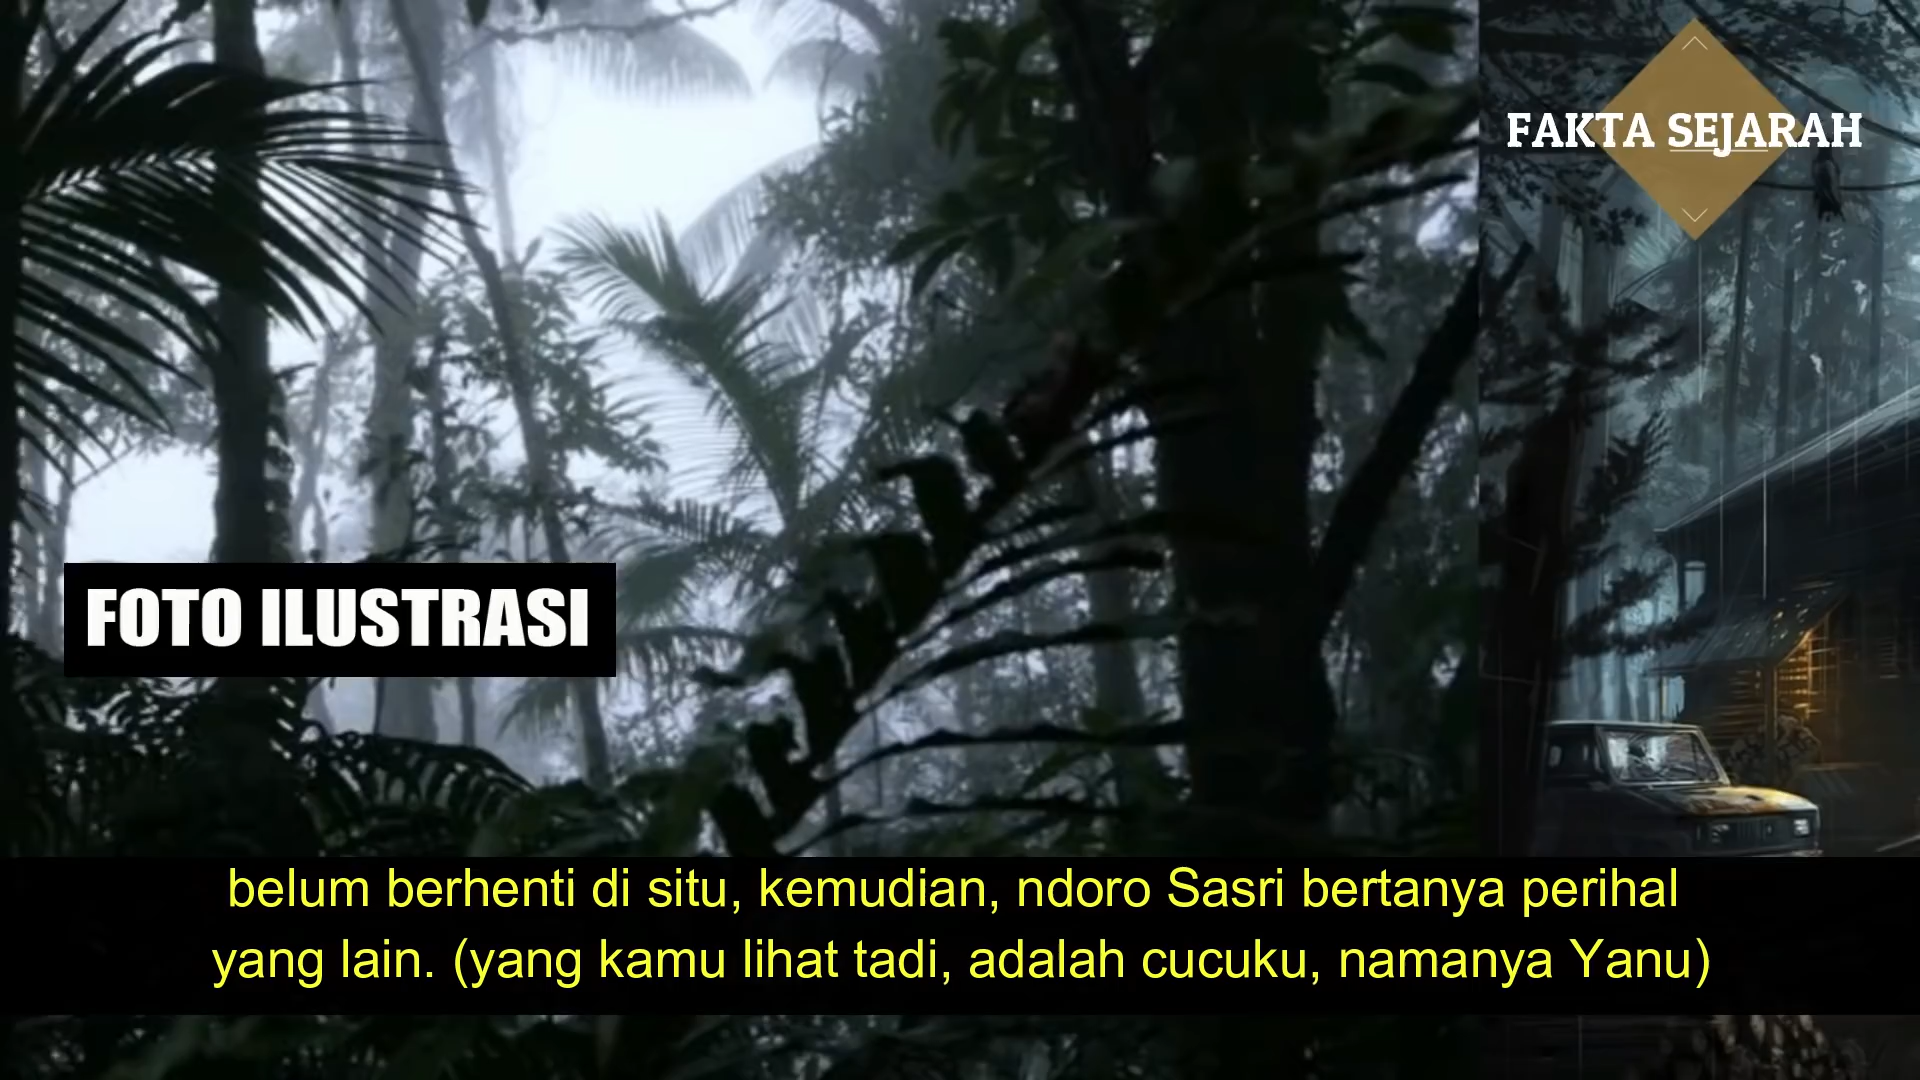 FAKTA SEJARAH
FOTO ILUSTRASI
belum berhenti di situ, kemudian, ndoro Sasri bertanya perihal
yang lain. (yang kamu lihat tadi, adalah cucuku, namanya Yanu)